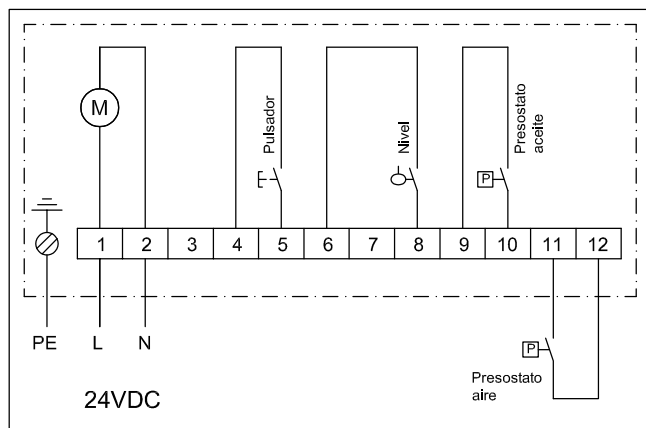 M
Pulsador
Nivel
Presostato
aceite
P
1 2 3 4 5 6 7 8 9 10 11 12
PE L N
P
Presostato
aire
24VDC